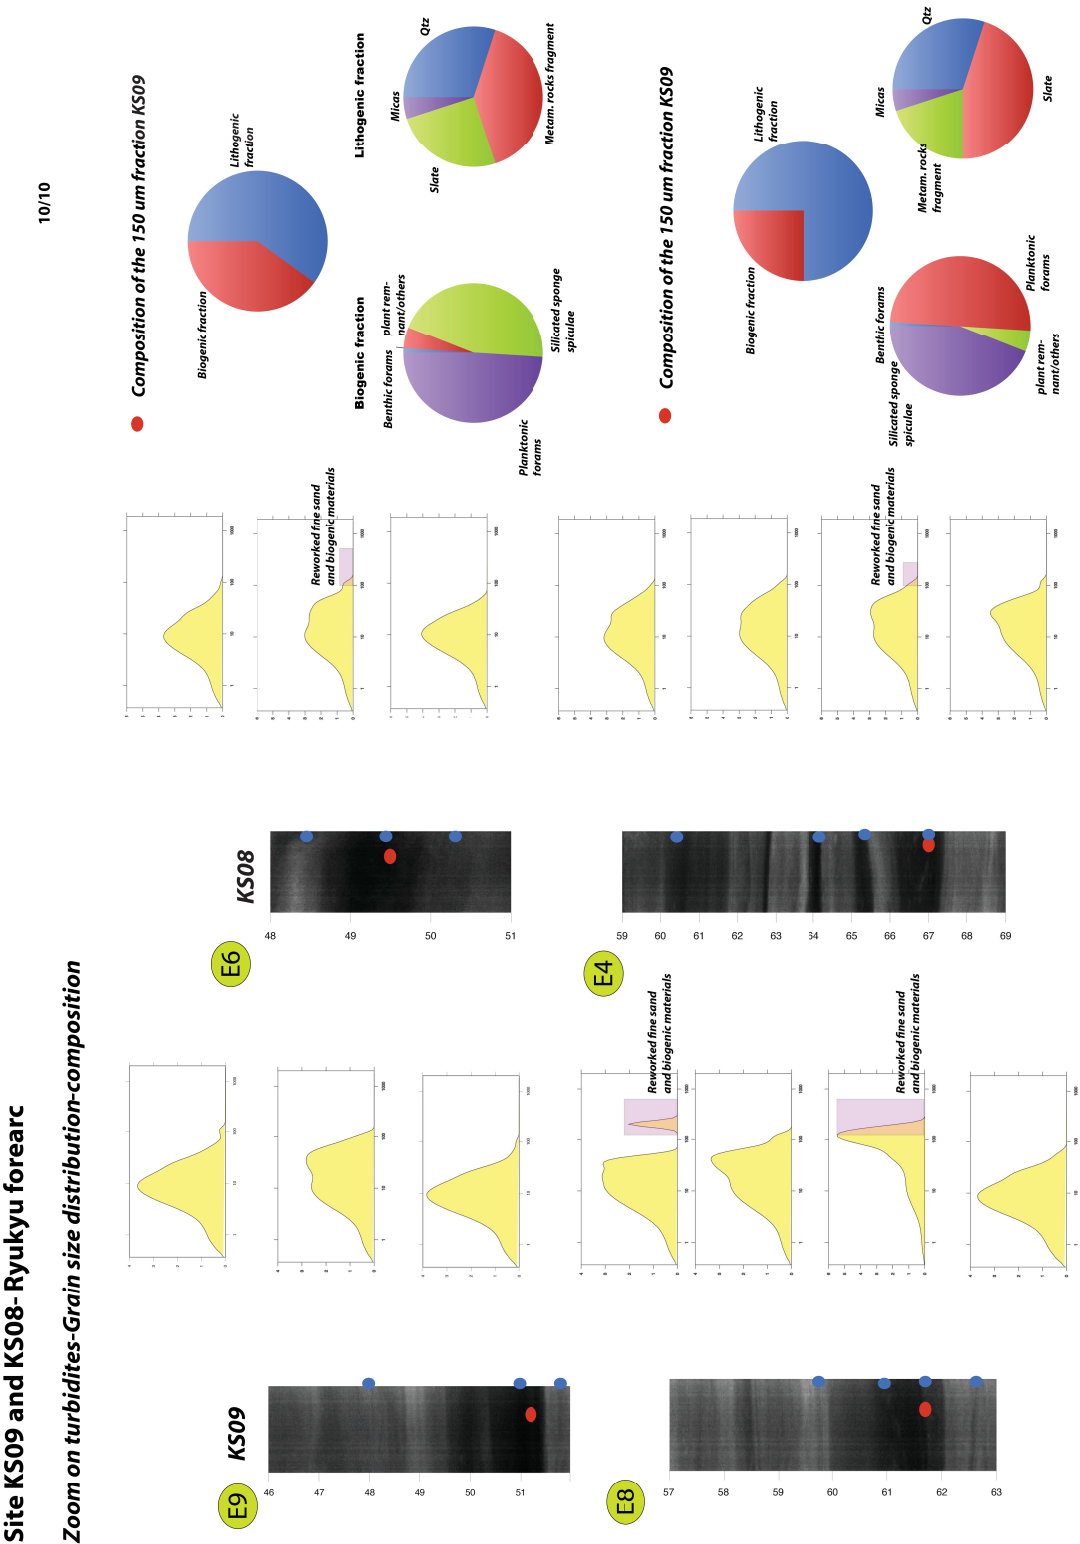 Site KS09 and KS08- Ryukyu forearc
Zoom on turbidites-Grain size distribution-composition
10/10
E9
KS09
46
47
48
49
50
51
E6
KS08
48
49
50
51
Reworked fine sand
and biogenic materials
Composition of the 150 um fraction KS09
Biogenic fraction
Lithogenic
fraction
Biogenic fraction
Benthic forams
plant rem-
nant/others
Silicated sponge
spiculae
Planktonic
forams
Lithogenic fraction
Qtz
Micas
Slate
Metam. rocks fragment
E8
57
58
59
60
61
62
63
Reworked fine sand
and biogenic materials
Reworked fine sand
and biogenic materials
E4
59
60
61
62
63
64
65
66
67
68
69
Reworked fine sand
and biogenic materials
Composition of the 150 um fraction KS09
Biogenic fraction
Lithogenic
fraction
Benthic forams
Silicated sponge
spiculae
Planktonic
forams
plant rem-
nant/others
Qtz
Micas
Metam. rocks
fragment
Slate